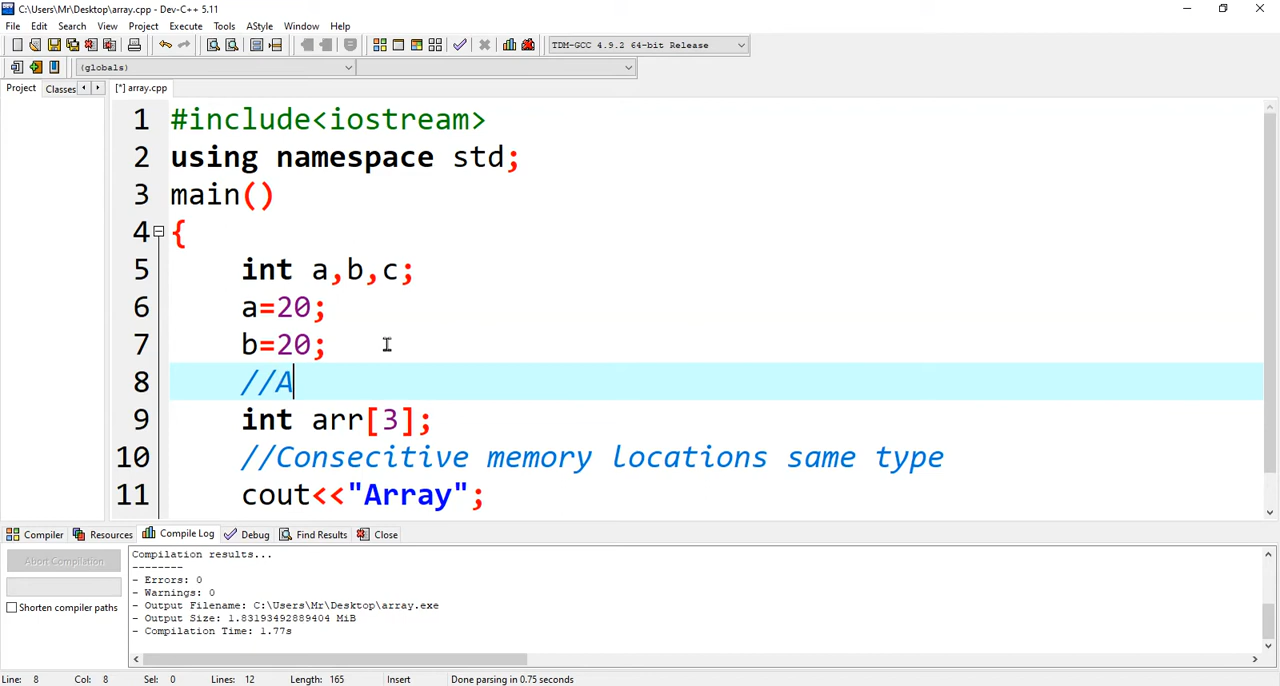 C:\Users\Mr\Desktop\array.cpp - Dev-C++ 5.11
File Edit Search View Project Execute Tools AStyle Window Help
TDM-GCC 4.9.2 64-bit Release
(globals)
Project Classes [*] array.cpp
1 #include<iostream>
2 using namespace std;
3 main()
4 {
5 int a,b,c;
6 a=20;
7 b=20;
8 //A
9 int arr[3];
10 //Consecitive memory locations same type
11 cout<<"Array";
Compiler Resources Compile Log Debug Find Results Close
Abort Compilation
Shorten compiler paths
Compilation results...
--------
- Errors: 0
- Warnings: 0
- Output Filename: C:\Users\Mr\Desktop\array.exe
- Output Size: 1.83193492889404 MiB
- Compilation Time: 1.77s
Line: 8 Col: 8 Sel: 0 Lines: 12 Length: 165 Insert Done parsing in 0.75 seconds